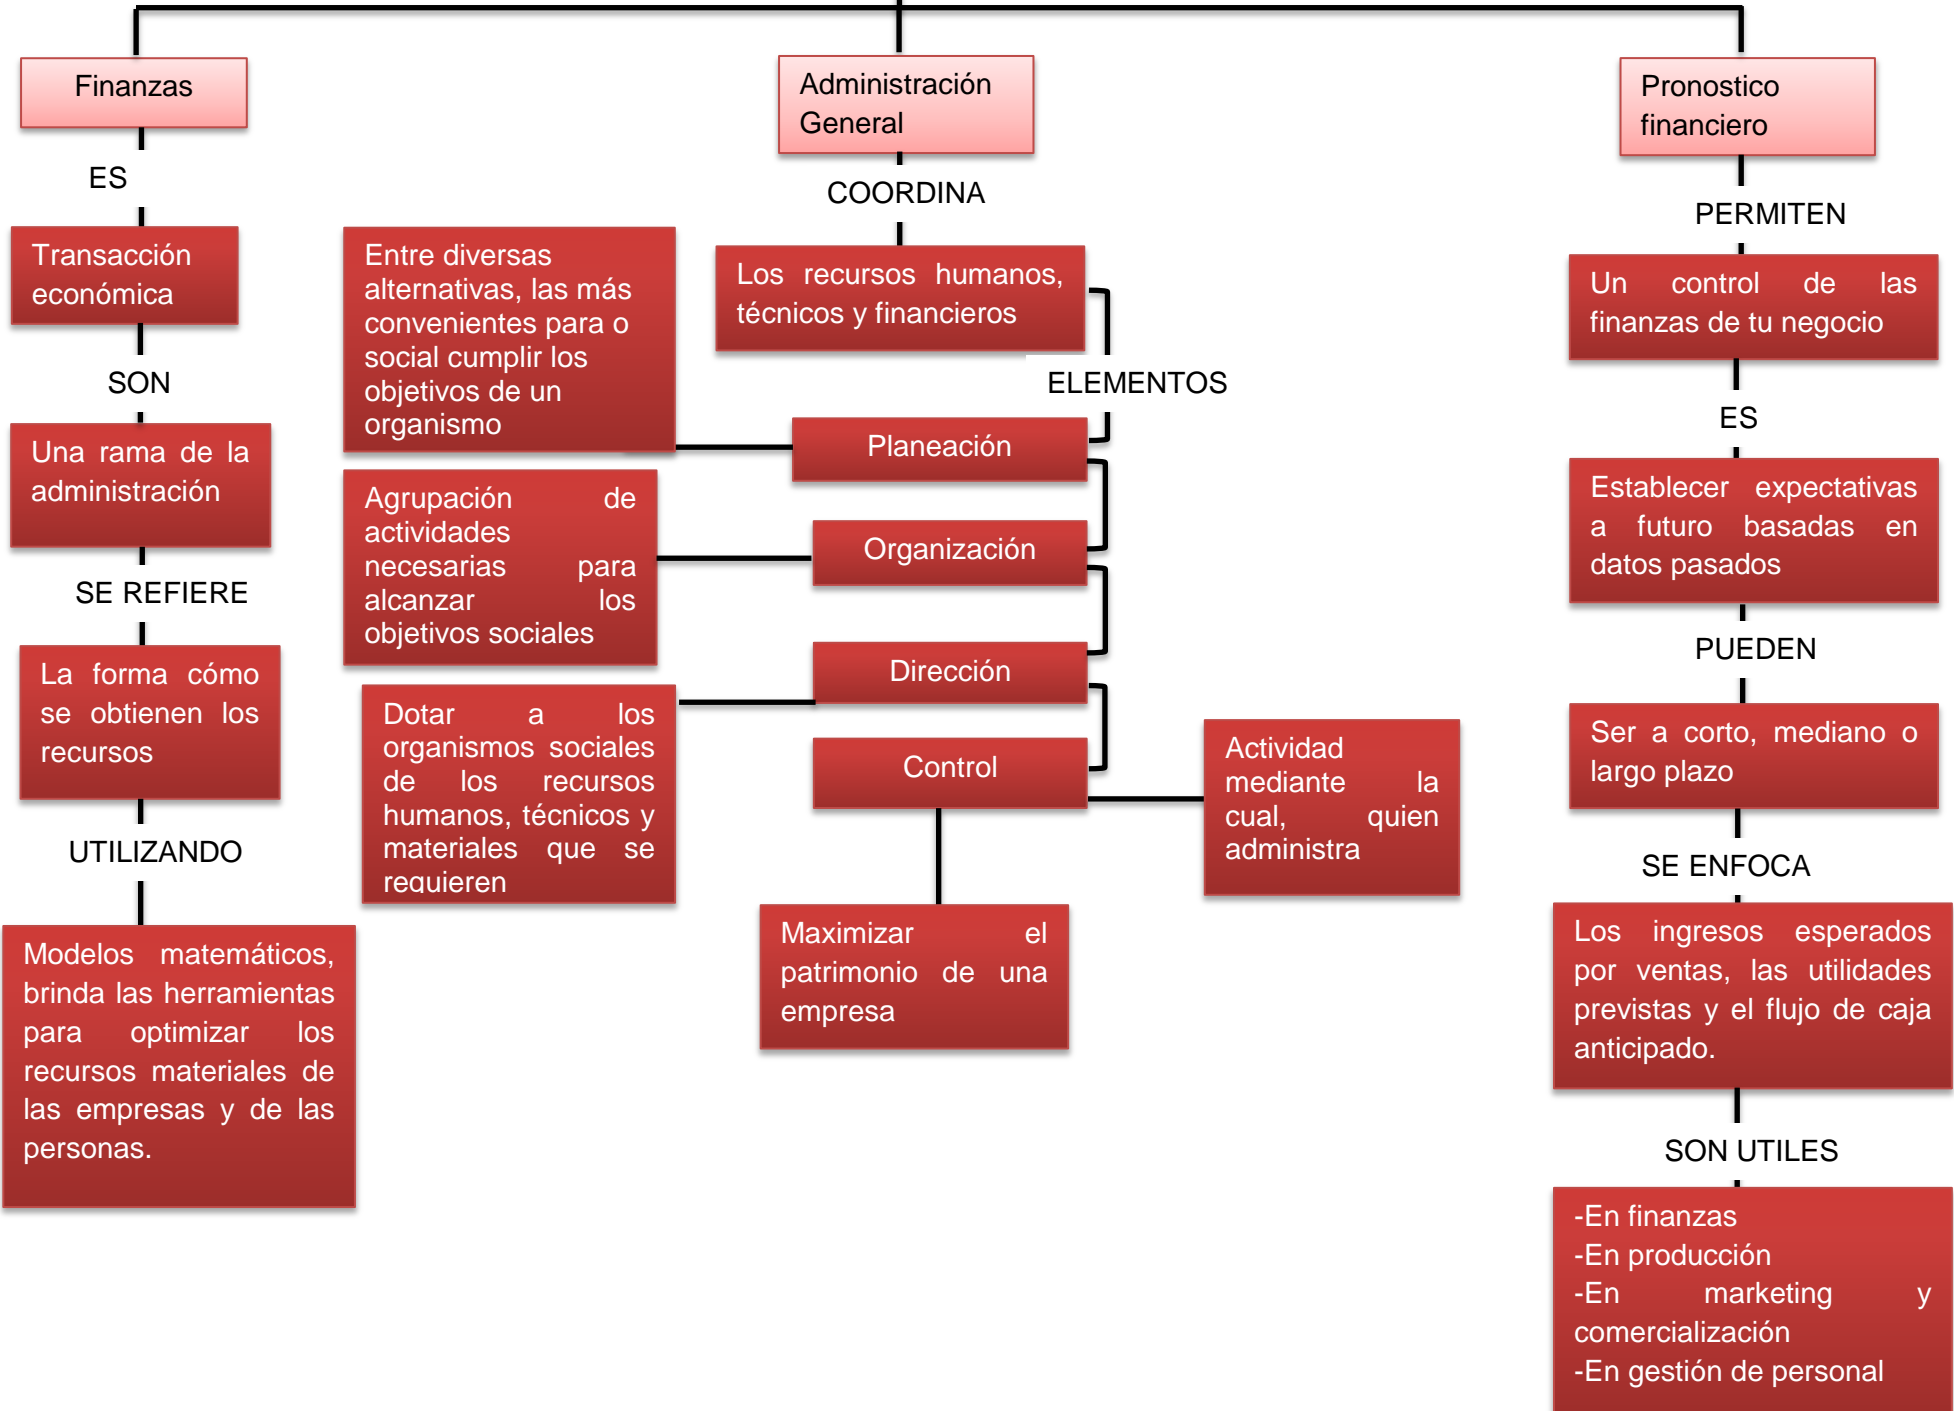 Finanzas
ES
Transacción
económica
SON
Una rama de la
administración
SE REFIERE
La forma cómo
se obtienen los
recursos
UTILIZANDO
Modelos matemáticos,
brinda las herramientas
para optimizar los
recursos materiales de
las empresas y de las
personas.
Administración
General
COORDINA
Los recursos humanos,
técnicos y financieros
ELEMENTOS
Planeación
Entre diversas
alternativas, las más
convenientes para o
social cumplir los
objetivos de un
organismo
Organización
Agrupación de
actividades
necesarias para
alcanzar los
objetivos sociales
Dirección
Dotar a los
organismos sociales
de los recursos
humanos, técnicos y
materiales que se
requieren
Control
Actividad
mediante la
cual, quien
administra
Maximizar el
patrimonio de una
empresa
Pronostico
financiero
PERMITEN
Un control de las
finanzas de tu negocio
ES
Establecer expectativas
a futuro basadas en
datos pasados
PUEDEN
Ser a corto, mediano o
largo plazo
SE ENFOCA
Los ingresos esperados
por ventas, las utilidades
previstas y el flujo de caja
anticipado.
SON UTILES
-En finanzas
-En producción
-En marketing y
comercialización
-En gestión de personal